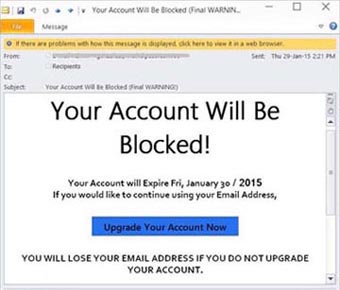 Your Account Will Be Blocked (Final WARNIN...
File Message
If there are problems with how this message is displayed, click here to view it in a web browser.
From: Sent: Thu 29-Jan-15 2:21 PM
To: Recipients
Cc:
Subject: Your Account Will Be Blocked (Final WARNING!)
Your Account Will Be
Blocked!
Your Account will Expire Fri, January 30 / 2015
If you would like to continue using your Email Address,
Upgrade Your Account Now
YOU WILL LOSE YOUR EMAIL ADDRESS IF YOU DO NOT UPGRADE
YOUR ACCOUNT.